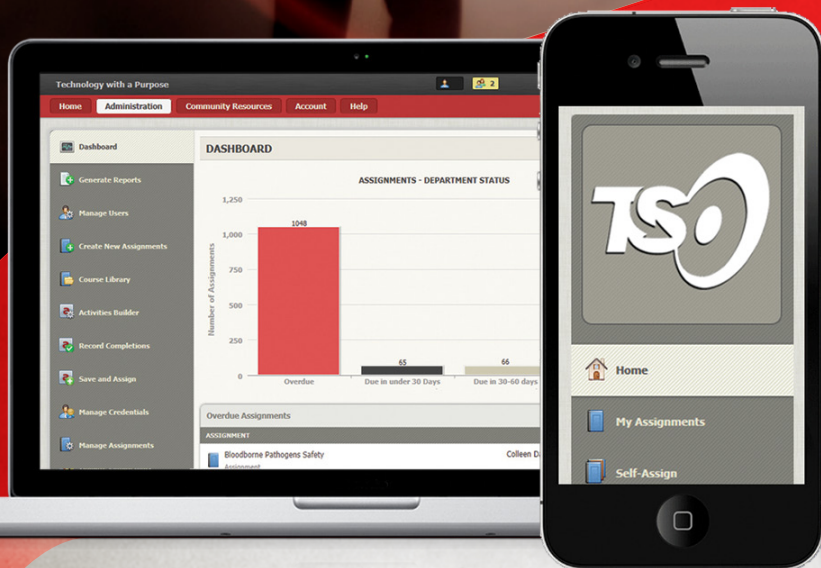 Technology with a Purpose
2
Home Administration Community Resources Account Help
Dashboard
Generate Reports
Manage Users
Create New Assignments
Course Library
Activities Builder
Record Completions
Save and Assign
Manage Credentials
Manage Assignments
DASHBOARD
ASSIGNMENTS - DEPARTMENT STATUS
Number of Assignments
1,250
1,000
750
500
250
0
1048
65
66
Overdue
Due in under 30 Days
Due in 30-60 days
Overdue Assignments
ASSIGNMENT
Bloodborne Pathogens Safety
Colleen
Assignment
TS
Home
My Assignments
Self-Assign